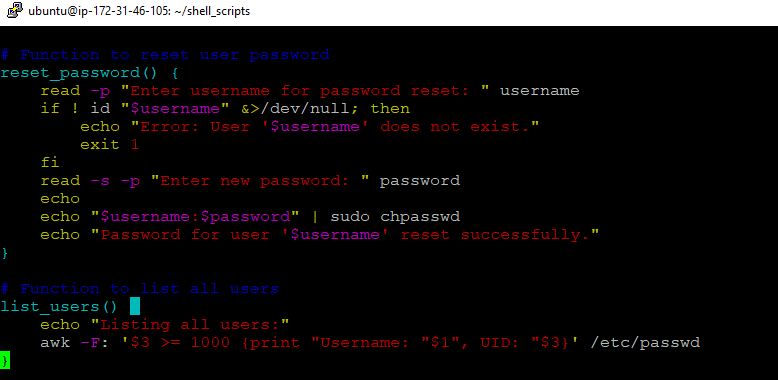 ubuntu@ip-172-31-46-105: ~/shell_scripts
# Function to reset user password
reset_password() {
    read -p "Enter username for password reset: " username
    if ! id "$username" &>/dev/null; then
        echo "Error: User '$username' does not exist."
        exit 1
    fi
    read -s -p "Enter new password: " password
    echo
    echo "$username:$password" | sudo chpasswd
    echo "Password for user '$username' reset successfully."
}
# Function to list all users
list_users()
    echo "Listing all users:"
    awk -F: '$3 >= 1000 {print "Username: "$1", UID: "$3}' /etc/passwd
}